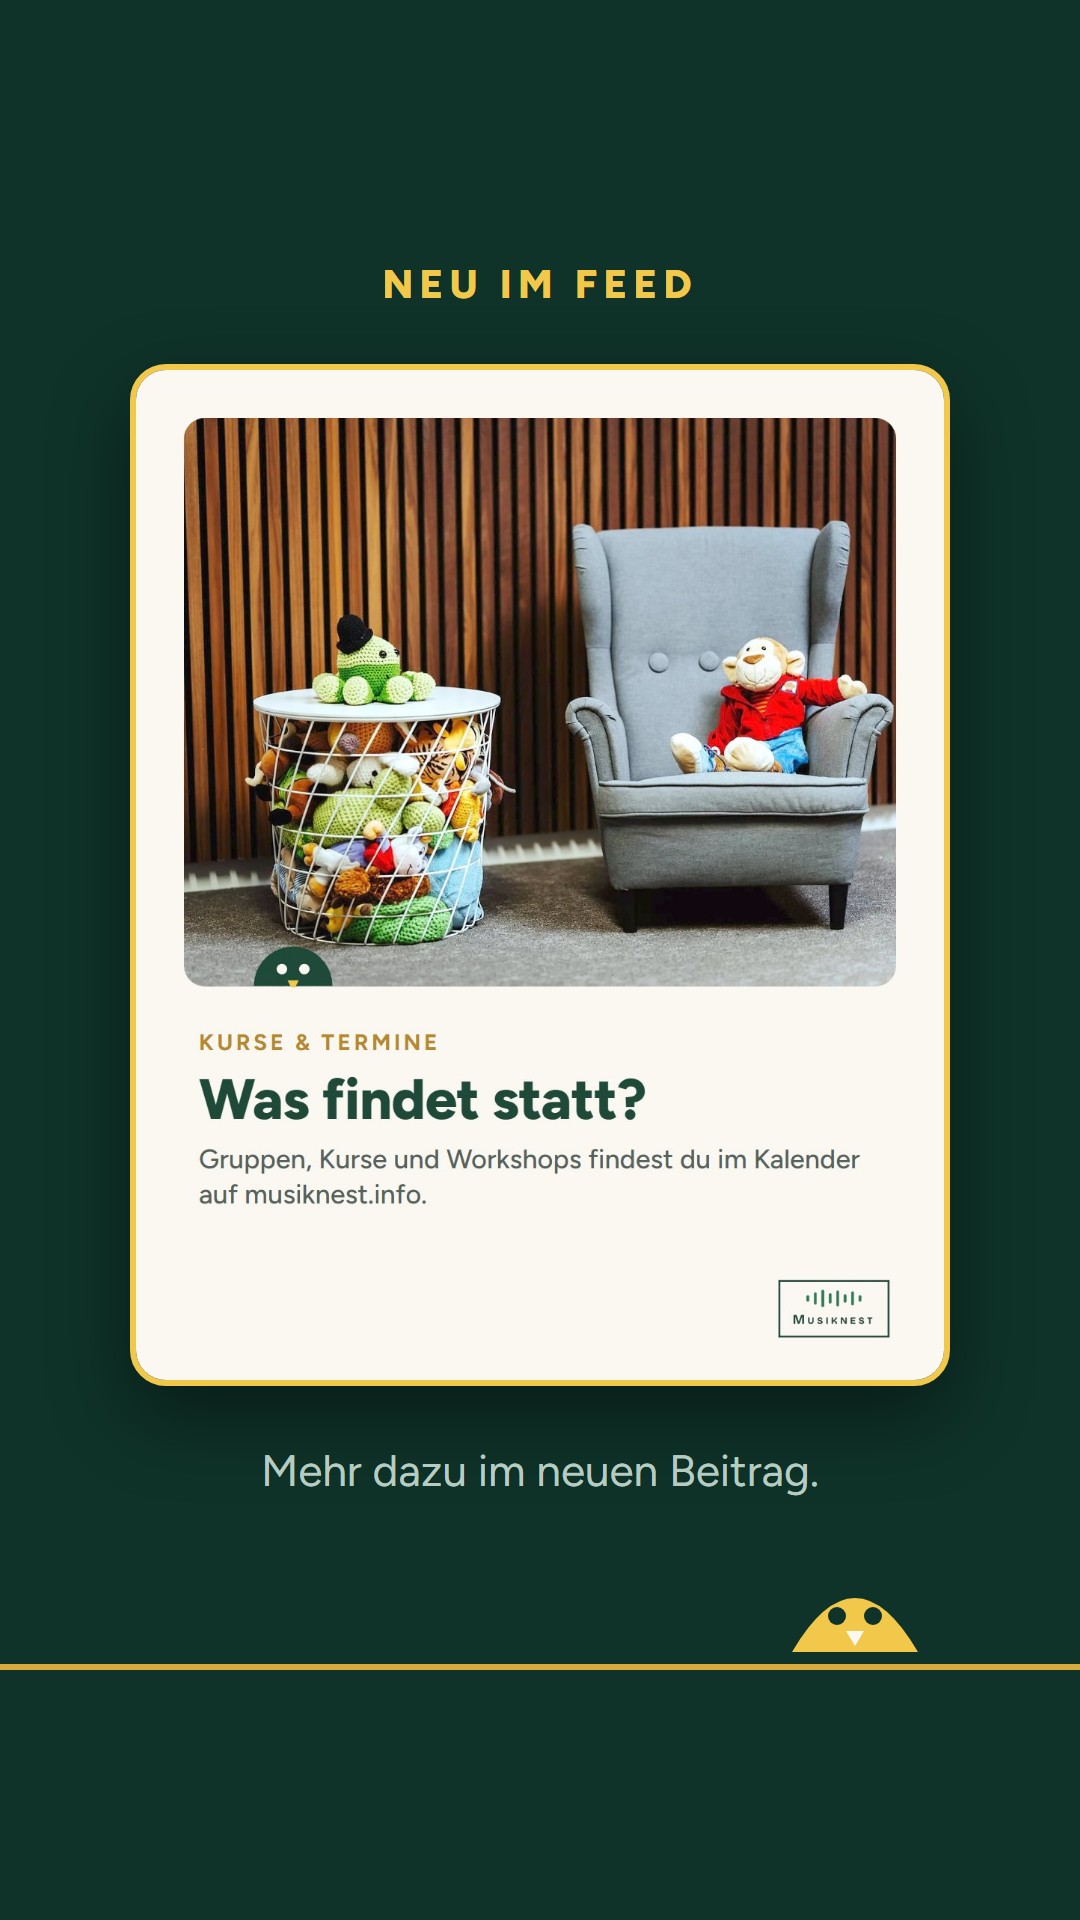 NEU IM FEED
KURSE & TERMINE
Was findet statt?
Gruppen, Kurse und Workshops findest du im Kalender
auf musiknest.info.
MUSIKNEST
Mehr dazu im neuen Beitrag.